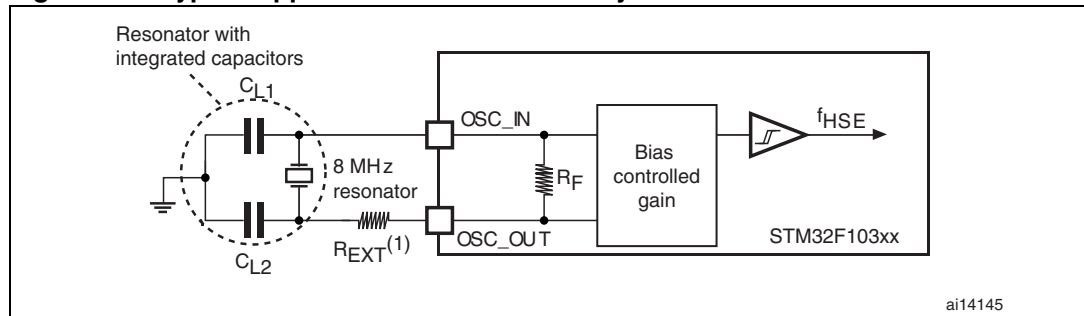 Resonator with
integrated capacitors
CL1
OSC_IN
fHSE
8 MHz
resonator
RF
Bias
controlled
gain
REXT(1)
OSC_OUT
STM32F103xx
CL2
ai14145